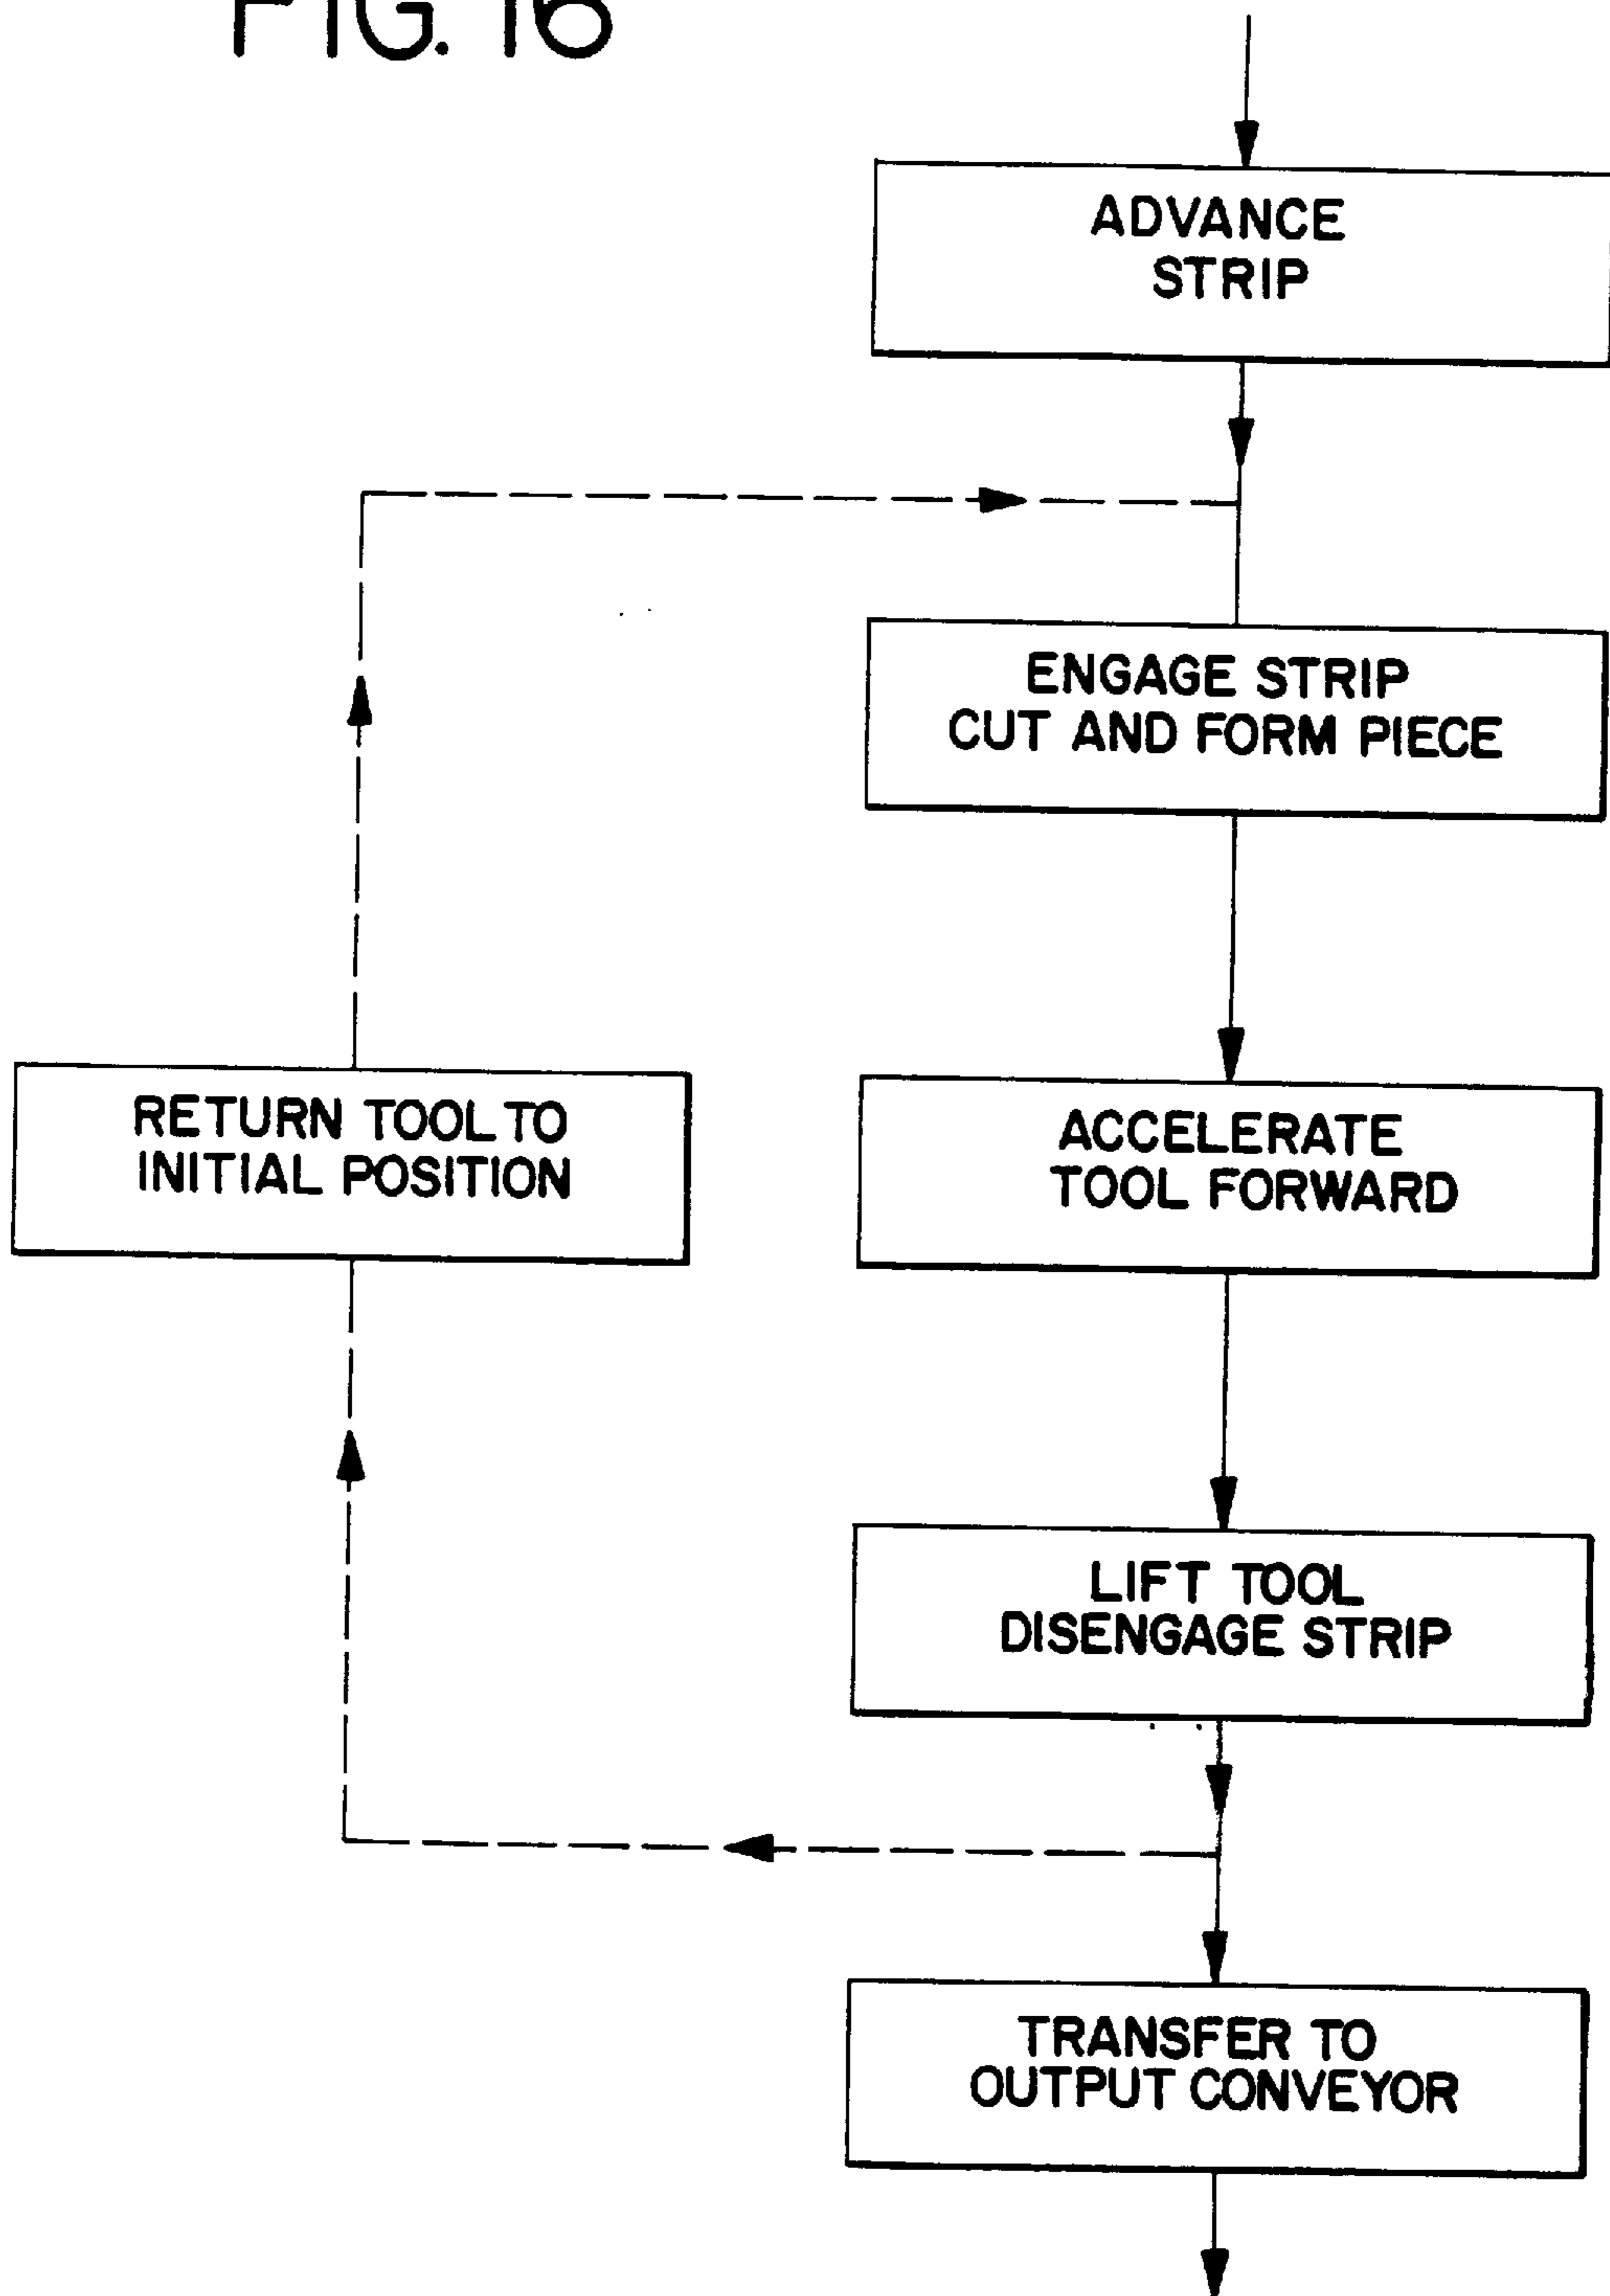 FIG. 16
ADVANCE
STRIP
ENGAGE STRIP
CUT AND FORM PIECE
RETURN TOOL TO
INITIAL POSITION
ACCELERATE
TOOL FORWARD
LIFT TOOL
DISENGAGE STRIP
TRANSFER TO
OUTPUT CONVEYOR